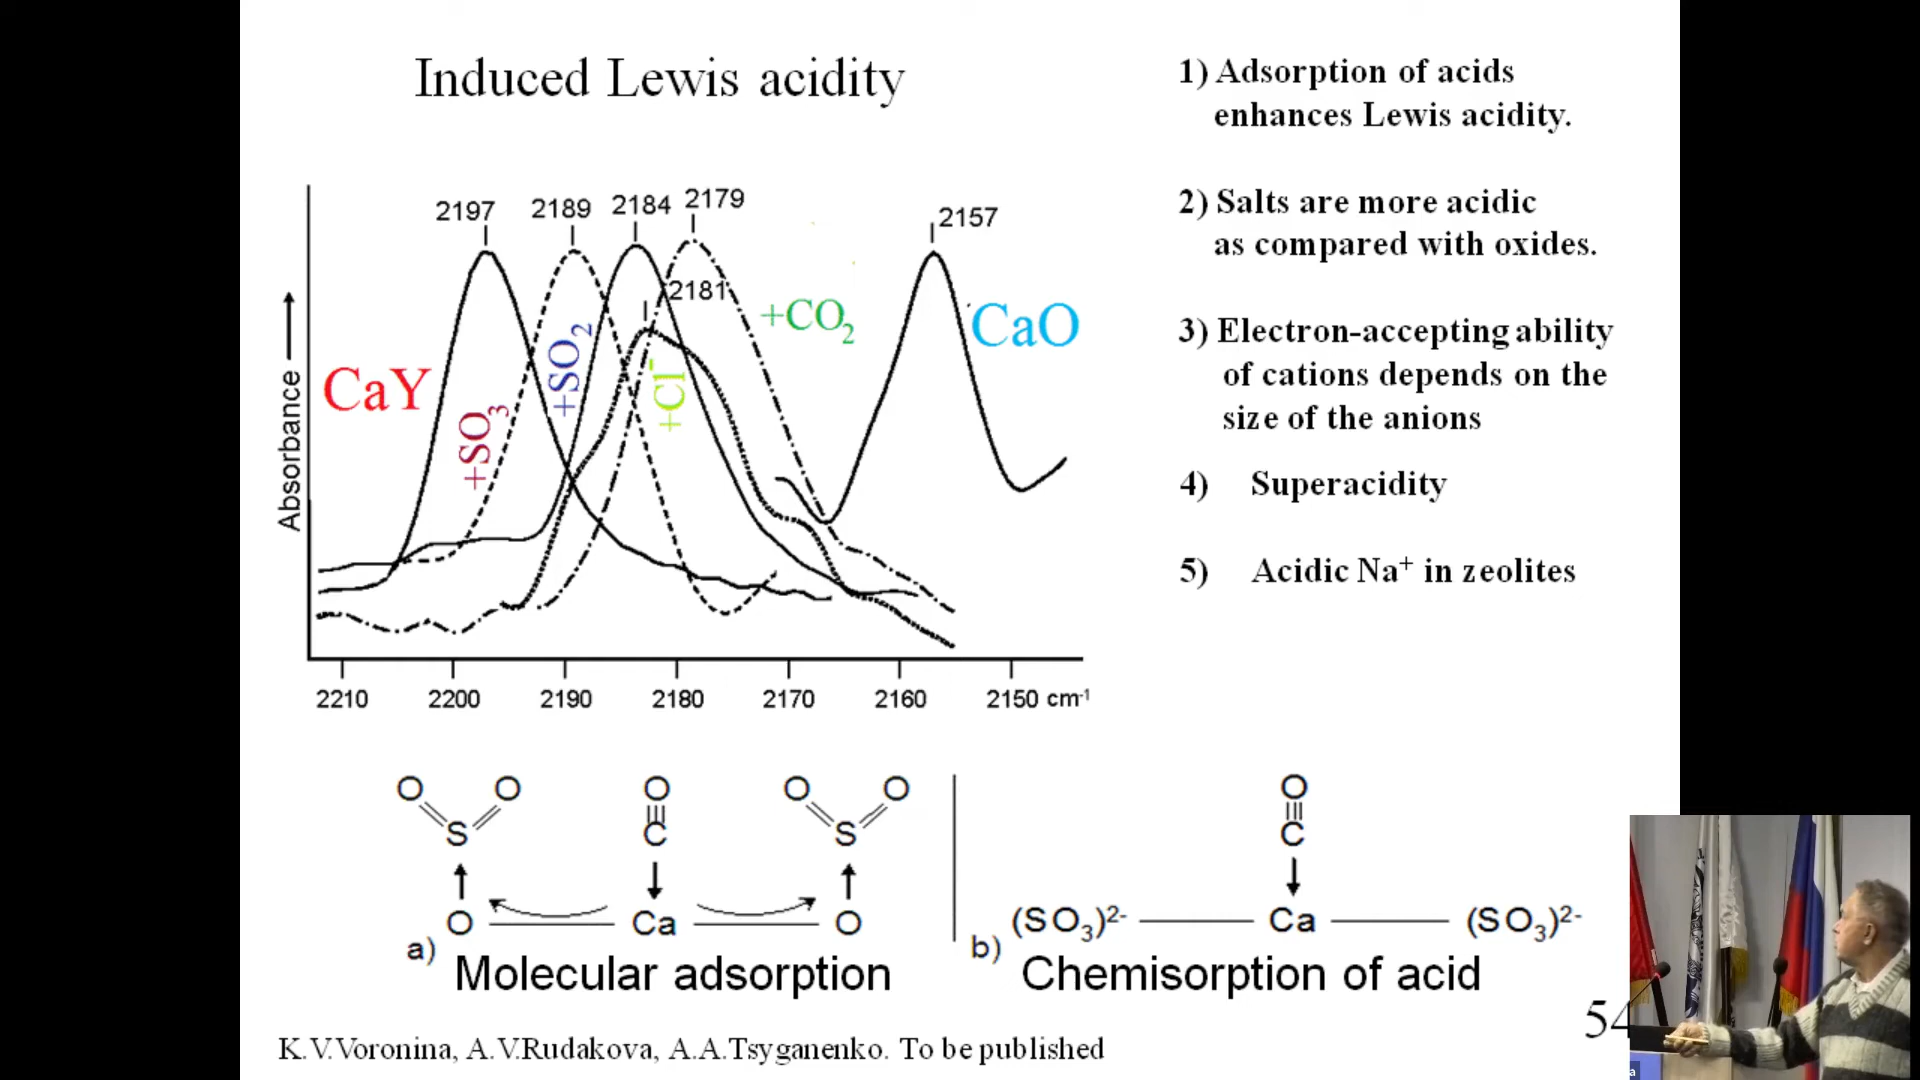 Induced Lewis acidity
1) Adsorption of acids
enhances Lewis acidity.
2) Salts are more acidic
as compared with oxides.
3) Electron-accepting ability
of cations depends on the
size of the anions
4) Superacidity
5) Acidic Na⁺ in zeolites
2197 2189 2184 2179
2157
2181
+CO₂
CaO
CaY
+SO₃
+SO₂
+Cl⁻
Absorbance
2210 2200 2190 2180 2170 2160 2150 cm⁻¹
O O O O O O
S C S C
O Ca O (SO₃)²⁻ Ca (SO₃)²⁻
a) Molecular adsorption
b) Chemisorption of acid
54
K.V.Voronina, A.V.Rudakova, A.A.Tsyganenko. To be published
a